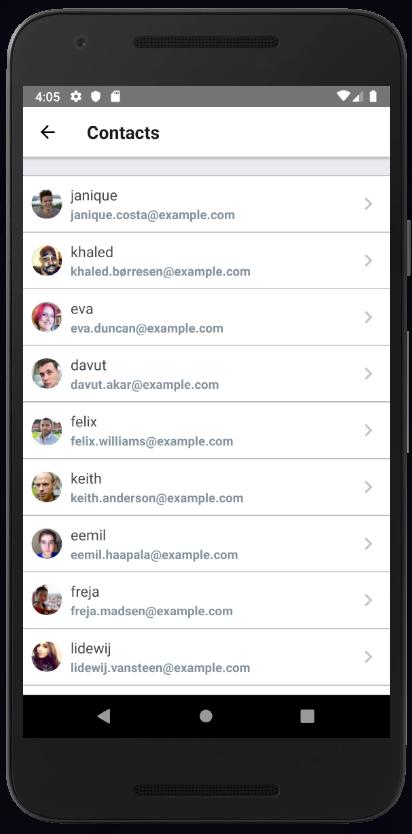 4:05
Contacts
janique
janique.costa@example.com
khaled
khaled.børresen@example.com
eva
eva.duncan@example.com
davut
davut.akar@example.com
felix
felix.williams@example.com
keith
keith.anderson@example.com
eemil
eemil.haapala@example.com
freja
freja.madsen@example.com
lidewij
lidewij.vansteen@example.com